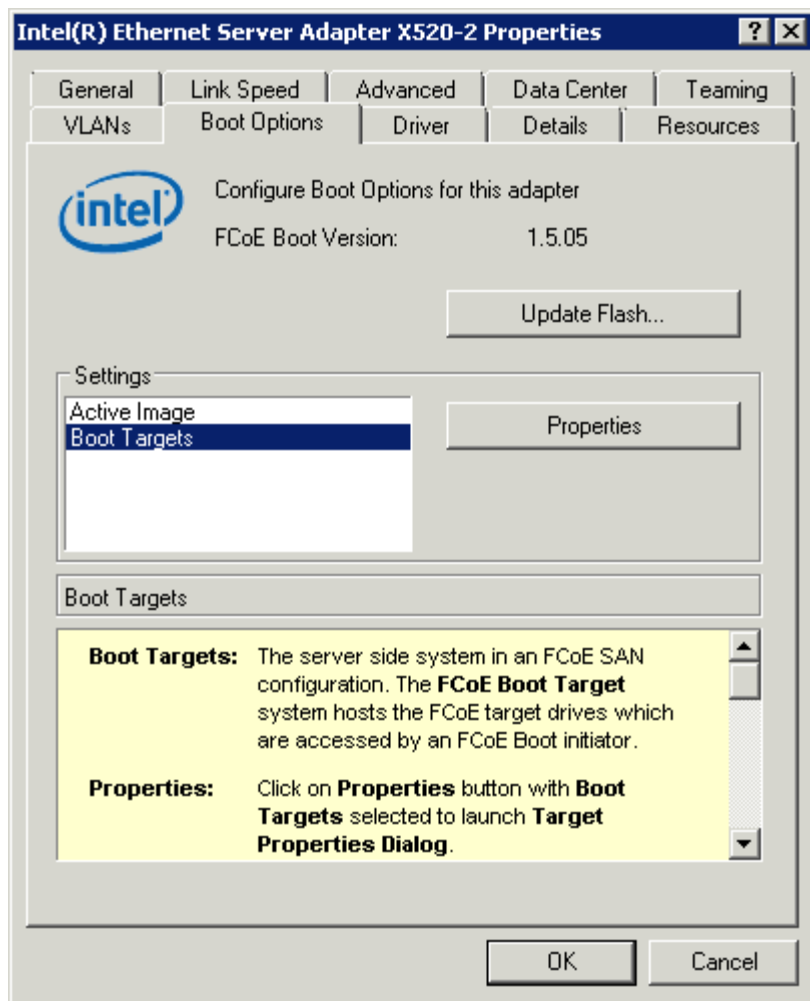 Intel(R) Ethernet Server Adapter X520-2 Properties
General Link Speed Advanced Data Center Teaming
VLANs Boot Options Driver Details Resources
intel
Configure Boot Options for this adapter
FCoE Boot Version: 1.5.05
Update Flash...
Settings
Active Image
Boot Targets
Properties
Boot Targets
Boot Targets: The server side system in an FCoE SAN
configuration. The FCoE Boot Target
system hosts the FCoE target drives which
are accessed by an FCoE Boot initiator.
Properties: Click on Properties button with Boot
Targets selected to launch Target
Properties Dialog.
OK Cancel